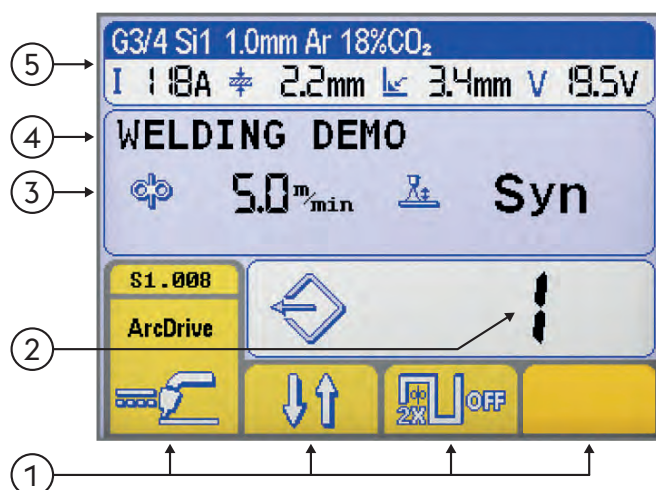 G3/4 Si1 1.0mm Ar 18%CO₂
5
I 118A 2.2mm 3.4mm V 19.5V
4
WELDING DEMO
3
5.0 m/min Syn
S1.008
ArcDrive
2
1
2X OFF
1